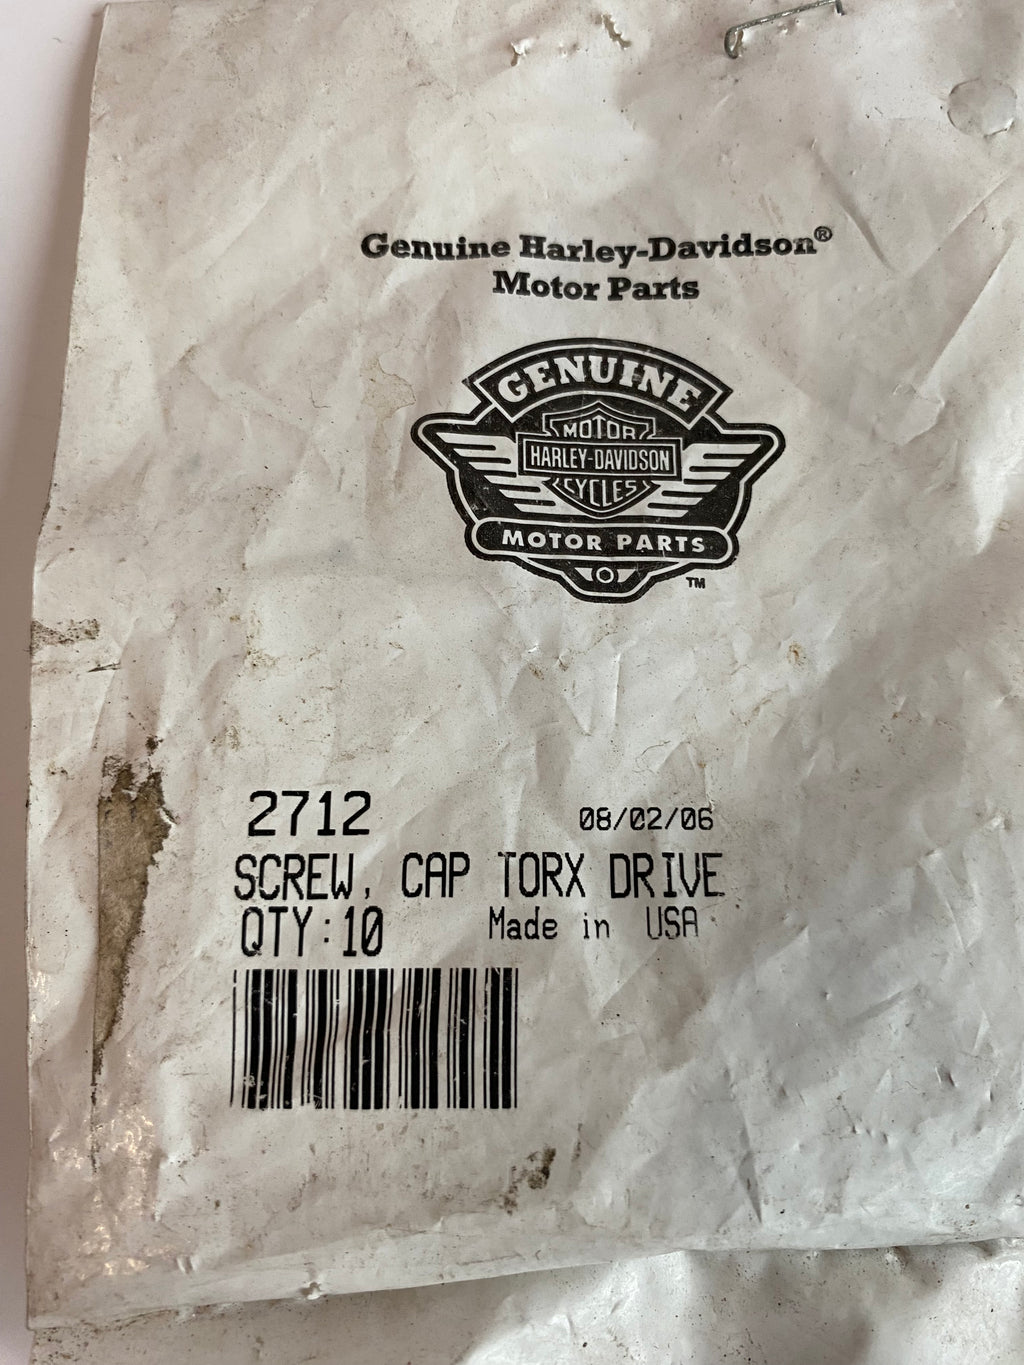 Genuine Harley-Davidson®
Motor Parts
GENUINE
MOTOR
HARLEY-DAVIDSON
CYCLES
MOTOR PARTS
TM
2712 08/02/06
SCREW, CAP TORX DRIVE
QTY:10 Made in USA